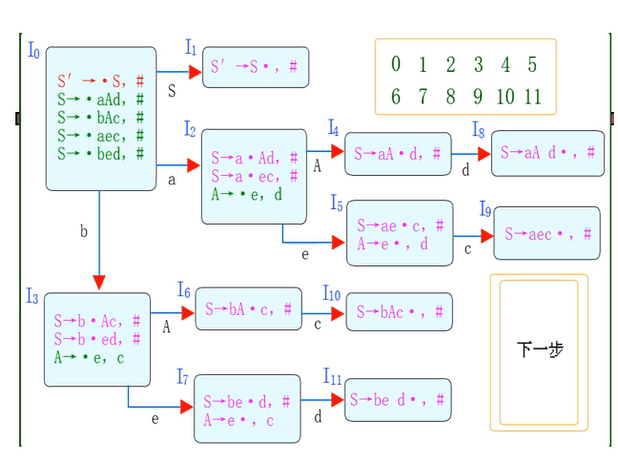 I₀
S′ →·S, #
S→·aAd, #
S→·bAc, #
S→·aec, #
S→·bed, #
S
I₁
S′ →S·, #
0 1 2 3 4 5
6 7 8 9 10 11
a
I₂
S→a·Ad, #
S→a·ec, #
A→·e, d
A
I₄
S→aA·d, #
d
I₈
S→aA d·, #
e
I₅
S→ae·c, #
A→e·, d
c
I₉
S→aec·, #
b
I₃
S→b·Ac, #
S→b·ed, #
A→·e, c
A
I₆
S→bA·c, #
c
I₁₀
S→bAc·, #
e
I₇
S→be·d, #
A→e·, c
d
I₁₁
S→be d·, #
下一步